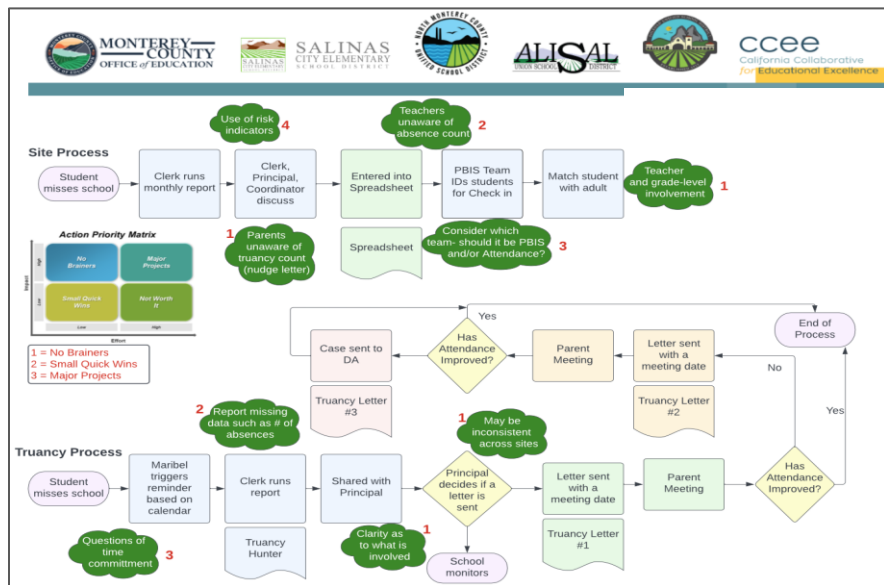 MONTEREY
COUNTY
OFFICE of EDUCATION
SALINAS
CITY ELEMENTARY
SCHOOL DISTRICT
SALINAS
CITY ELEMENTARY
SCHOOL DISTRICT
NORTH MONTEREY COUNTY
UNIFIED SCHOOL DISTRICT
ALISAL
UNION SCHOOL DISTRICT
ccee
California Collaborative
for Educational Excellence
Use of risk
indicators
4
Teachers
unaware of
absence count
2
Site Process
Student
misses school
Clerk runs
monthly report
Clerk,
Principal,
Coordinator
discuss
Entered into
Spreadsheet
PBIS Team
IDs students
for Check in
Match student
with adult
Teacher
and grade-level
involvement
1
Action Priority Matrix
Impact
High
Low
No
Brainers
Major
Projects
Small Quick
Wins
Not Worth
It
Low
High
Effort
1 = No Brainers
2 = Small Quick Wins
3 = Major Projects
1
Parents
unaware of
truancy count
(nudge letter)
Spreadsheet
Consider which
team- should it be PBIS
and/or Attendance?
3
Yes
End of
Process
Case sent to
DA
Has
Attendance
Improved?
Parent
Meeting
Letter sent
with a
meeting date
No
Yes
Truancy Letter
#3
Truancy Letter
#2
2
Report missing
data such as # of
absences
1
May be
inconsistent
across sites
Truancy Process
Student
misses school
Maribel
triggers
reminder
based on
calendar
Clerk runs
report
Shared with
Principal
Principal
decides if a
letter is
sent
Letter sent
with a
meeting date
Parent
Meeting
Has
Attendance
Improved?
Questions of
time
committment
3
Truancy
Hunter
Clarity as
to what is
involved
1
School
monitors
Truancy Letter
#1